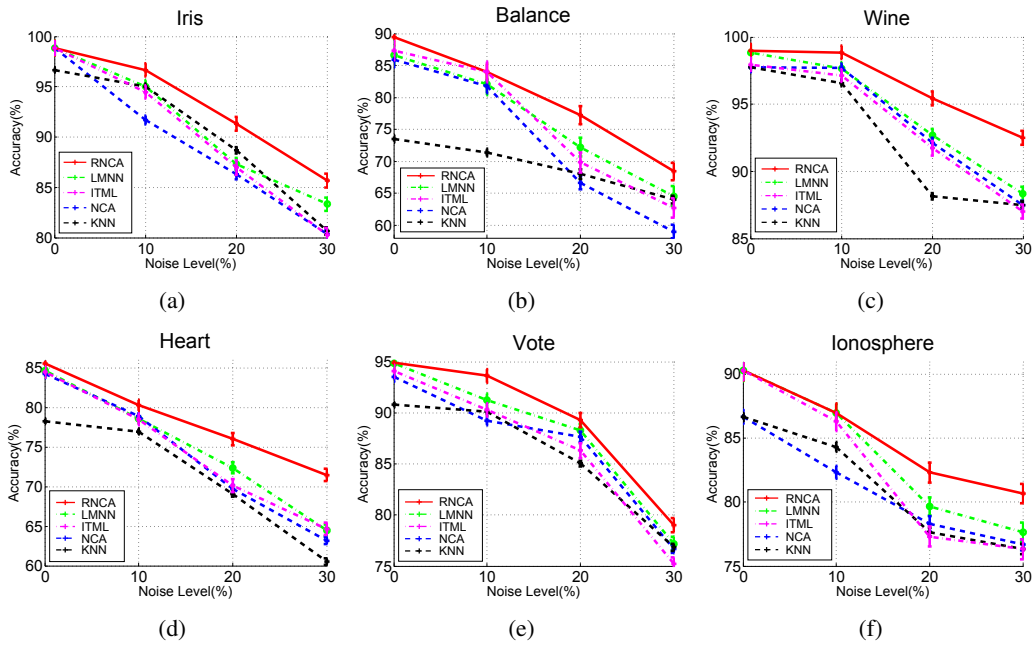 Iris
100
95
90
85
80
Accuracy(%)
RNCA
LMNN
ITML
NCA
KNN
0 10 20 30
Noise Level(%)
(a)
Balance
90
85
80
75
70
65
60
Accuracy(%)
RNCA
LMNN
ITML
NCA
KNN
0 10 20 30
Noise Level(%)
(b)
Wine
100
95
90
85
Accuracy(%)
RNCA
LMNN
ITML
NCA
KNN
0 10 20 30
Noise Level(%)
(c)
Heart
85
80
75
70
65
60
Accuracy(%)
RNCA
LMNN
ITML
NCA
KNN
0 10 20 30
Noise Level(%)
(d)
Vote
95
90
85
80
75
Accuracy(%)
RNCA
LMNN
ITML
NCA
KNN
0 10 20 30
Noise Level(%)
(e)
Ionosphere
90
85
80
75
Accuracy(%)
RNCA
LMNN
ITML
NCA
KNN
0 10 20 30
Noise Level(%)
(f)